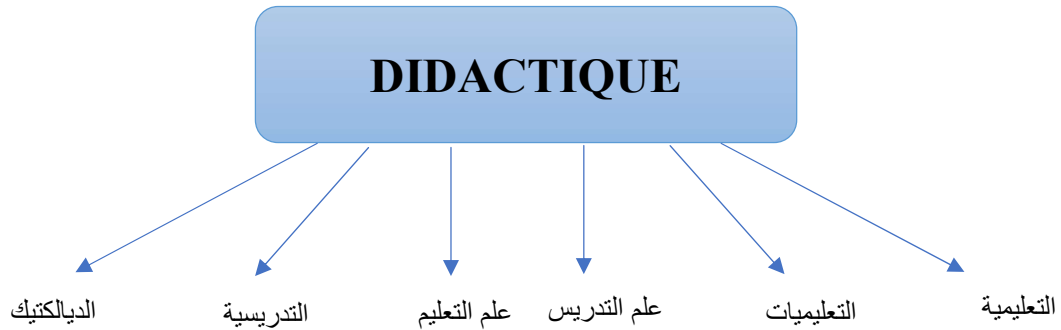 DIDACTIQUE
التعليمية
التعليميات
علم التدريس
علم التعليم
التدريسية
الديالكتيك